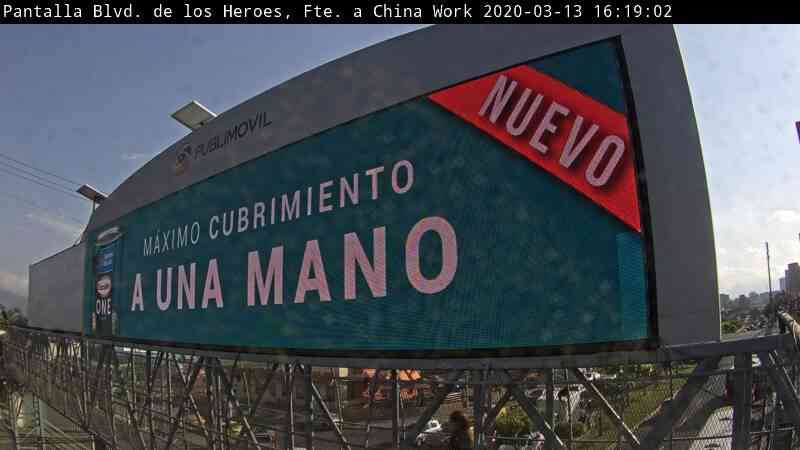 Pantalla Blvd. de los Heroes, Fte. a China Work 2020-03-13 16:19:02
PUBLIMOVIL
NUEVO
MÁXIMO CUBRIMIENTO
A UNA MANO
ONE